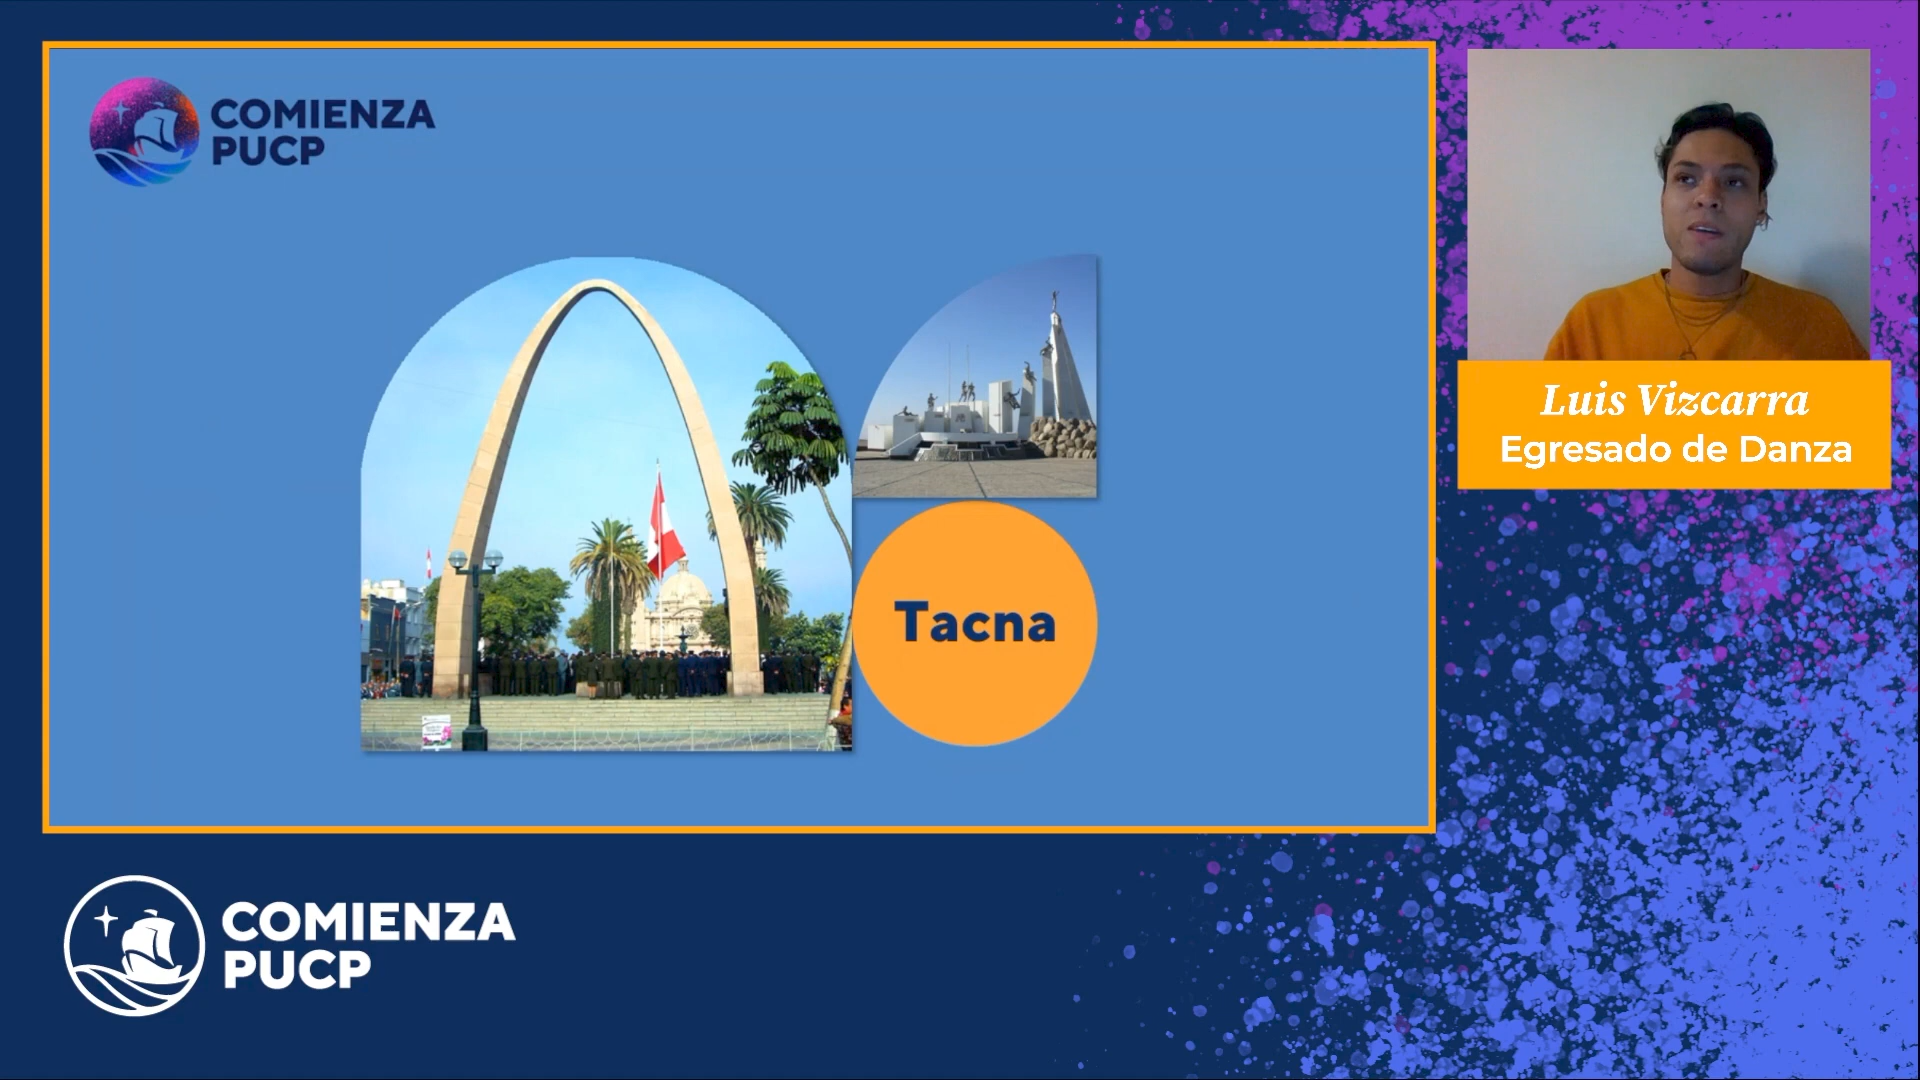 COMIENZA
PUCP
Tacna
Luis Vizcarra
Egresado de Danza
COMIENZA
PUCP